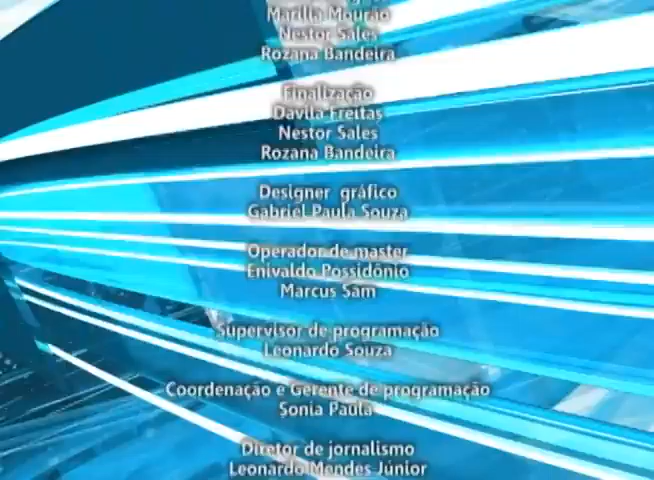 Marilia Mourão
Nestor Sales
Rozana Bandeira
Finalização
Davila Freitas
Nestor Sales
Rozana Bandeira
Designer gráfico
Gabriel Paula Souza
Operador de master
Enivaldo Possidônio
Marcus Sam
Supervisor de programação
Leonardo Souza
Coordenação e Gerente de programação
Sonia Paula
Diretor de jornalismo
Leonardo Mendes Júnior